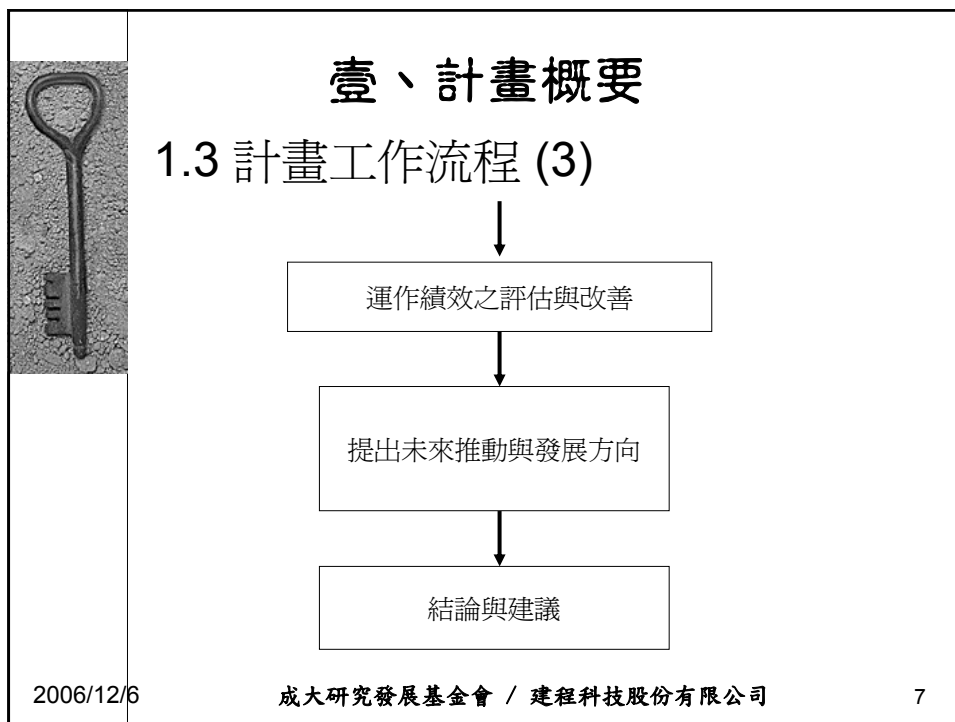 壹、計畫概要
1.3 計畫工作流程 (3)
運作績效之評估與改善
提出未來推動與發展方向
結論與建議
2006/12/6
成大研究發展基金會 / 建程科技股份有限公司
7